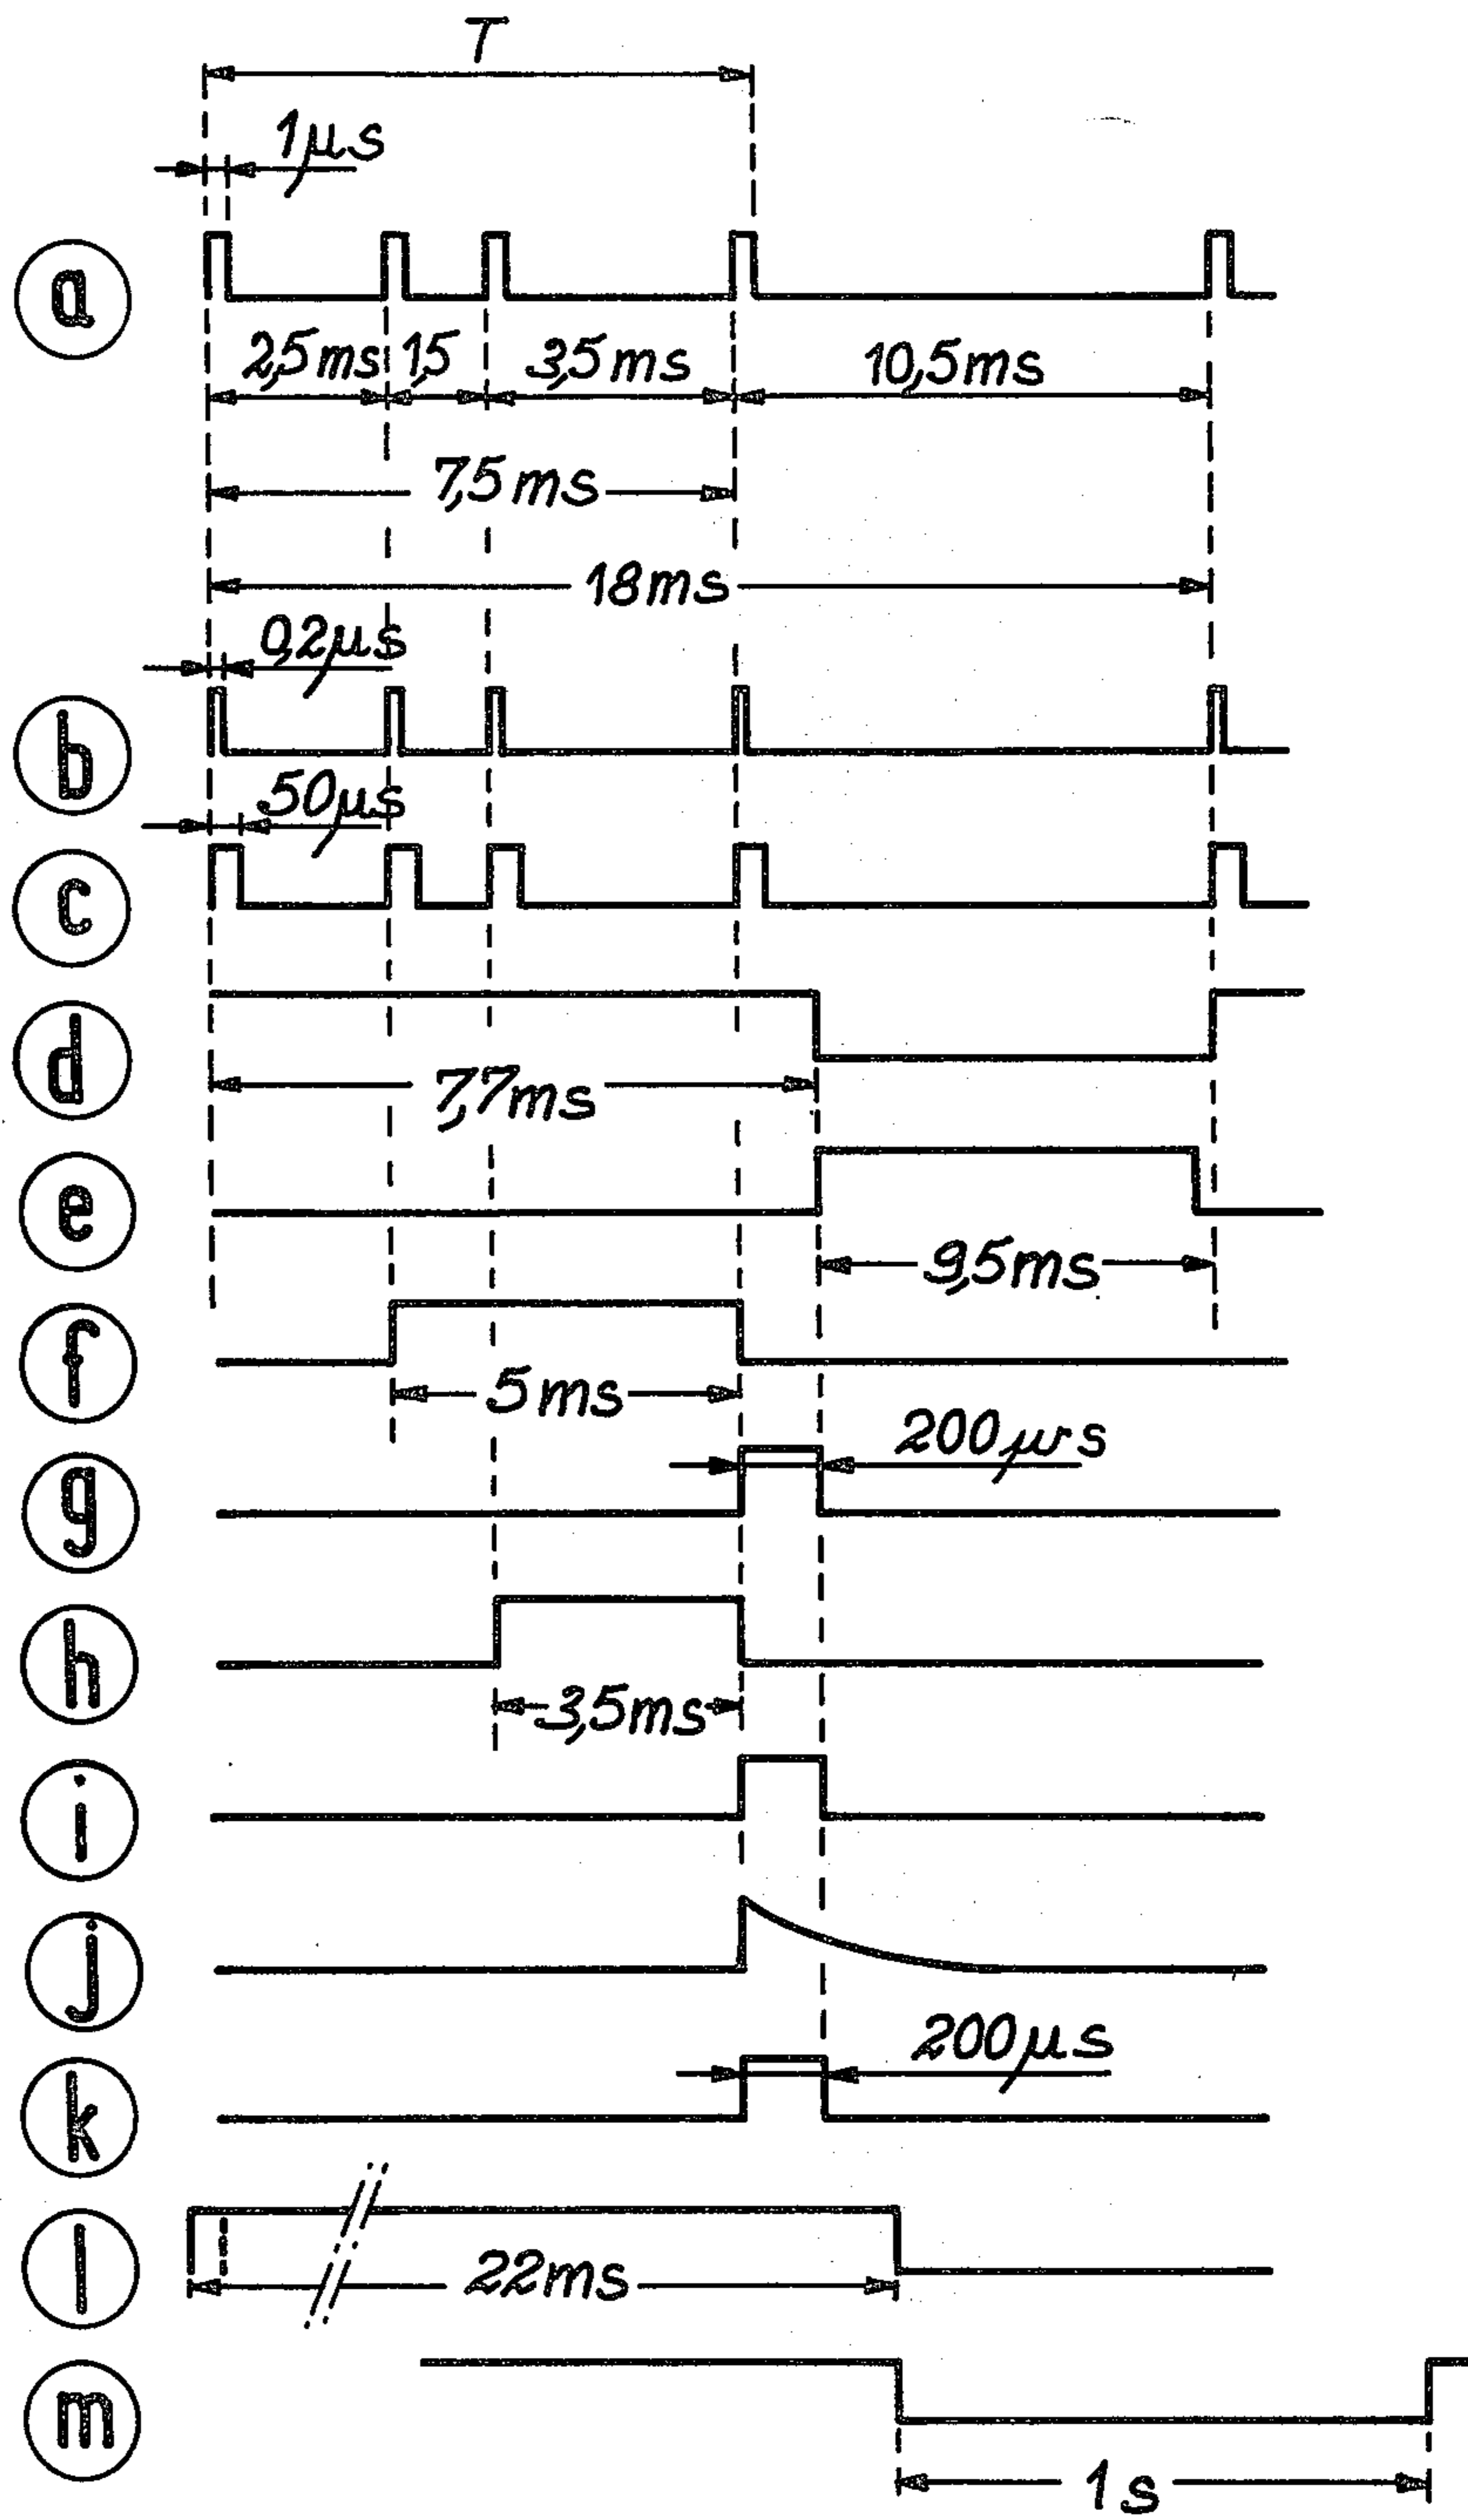 T
1µs
a
2,5ms 1,5 3,5ms 10,5ms
7,5ms
18ms
0,2µs
b
50µs
c
d
7,7ms
e
9,5ms
f
5ms
200µs
g
h
3,5ms
i
j
200µs
k
l
22ms
m
1s